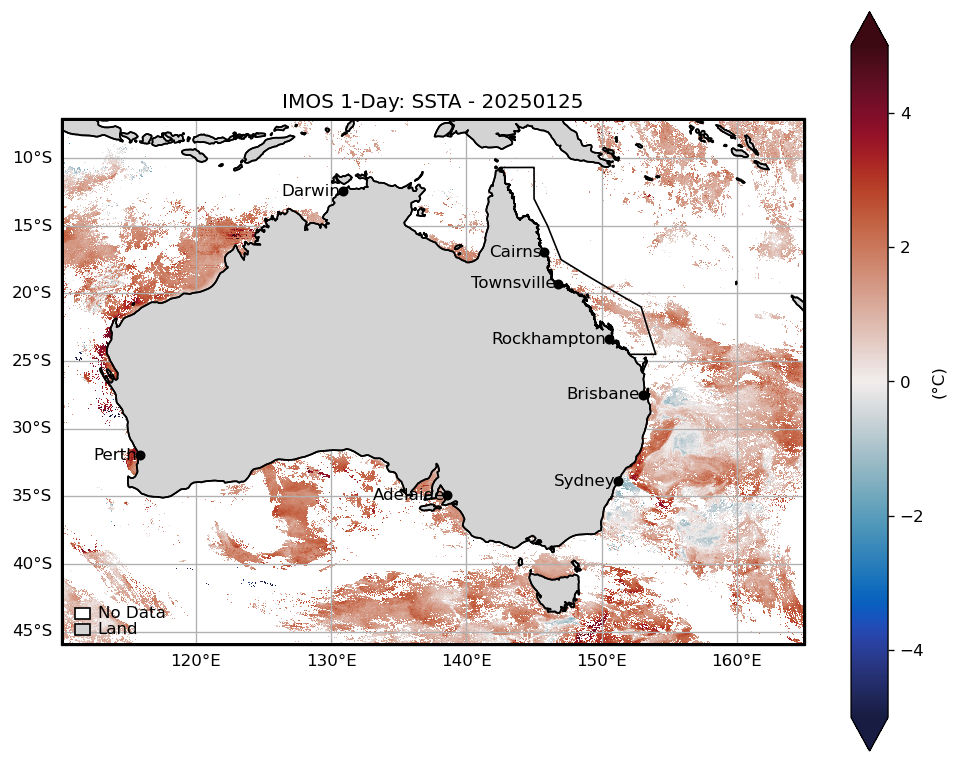 IMOS 1-Day: SSTA - 20250125
4
2
0
−2
−4
(°C)
10°S
15°S
20°S
25°S
30°S
35°S
40°S
45°S
Darwin
Cairns
Townsville
Rockhampton
Brisbane
Perth
Sydney
Adelaide
No Data
Land
120°E 130°E 140°E 150°E 160°E